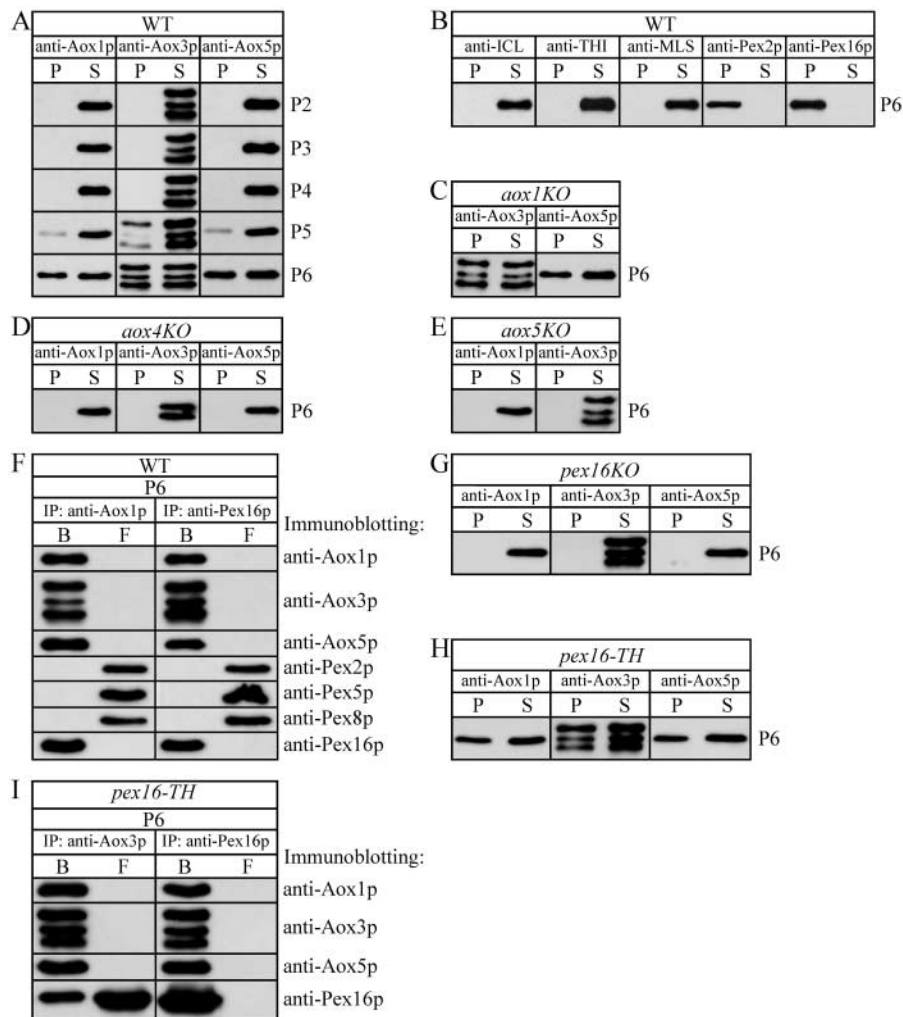 A
WT
anti-Aox1p anti-Aox3p anti-Aox5p
P S P S P S
P2
P3
P4
P5
P6
B
WT
anti-ICL anti-THI anti-MLS anti-Pex2p anti-Pex16p
P S P S P S P S P S
P6
C
aox1KO
anti-Aox3p anti-Aox5p
P S P S
P6
D
aox4KO
anti-Aox1p anti-Aox3p anti-Aox5p
P S P S P S
P6
E
aox5KO
anti-Aox1p anti-Aox3p
P S P S
P6
F
WT
P6
IP: anti-Aox1p IP: anti-Pex16p
B F B F
Immunoblotting:
anti-Aox1p
anti-Aox3p
anti-Aox5p
anti-Pex2p
anti-Pex5p
anti-Pex8p
anti-Pex16p
G
pex16KO
anti-Aox1p anti-Aox3p anti-Aox5p
P S P S P S
P6
H
pex16-TH
anti-Aox1p anti-Aox3p anti-Aox5p
P S P S P S
P6
I
pex16-TH
P6
IP: anti-Aox3p IP: anti-Pex16p
B F B F
Immunoblotting:
anti-Aox1p
anti-Aox3p
anti-Aox5p
anti-Pex16p